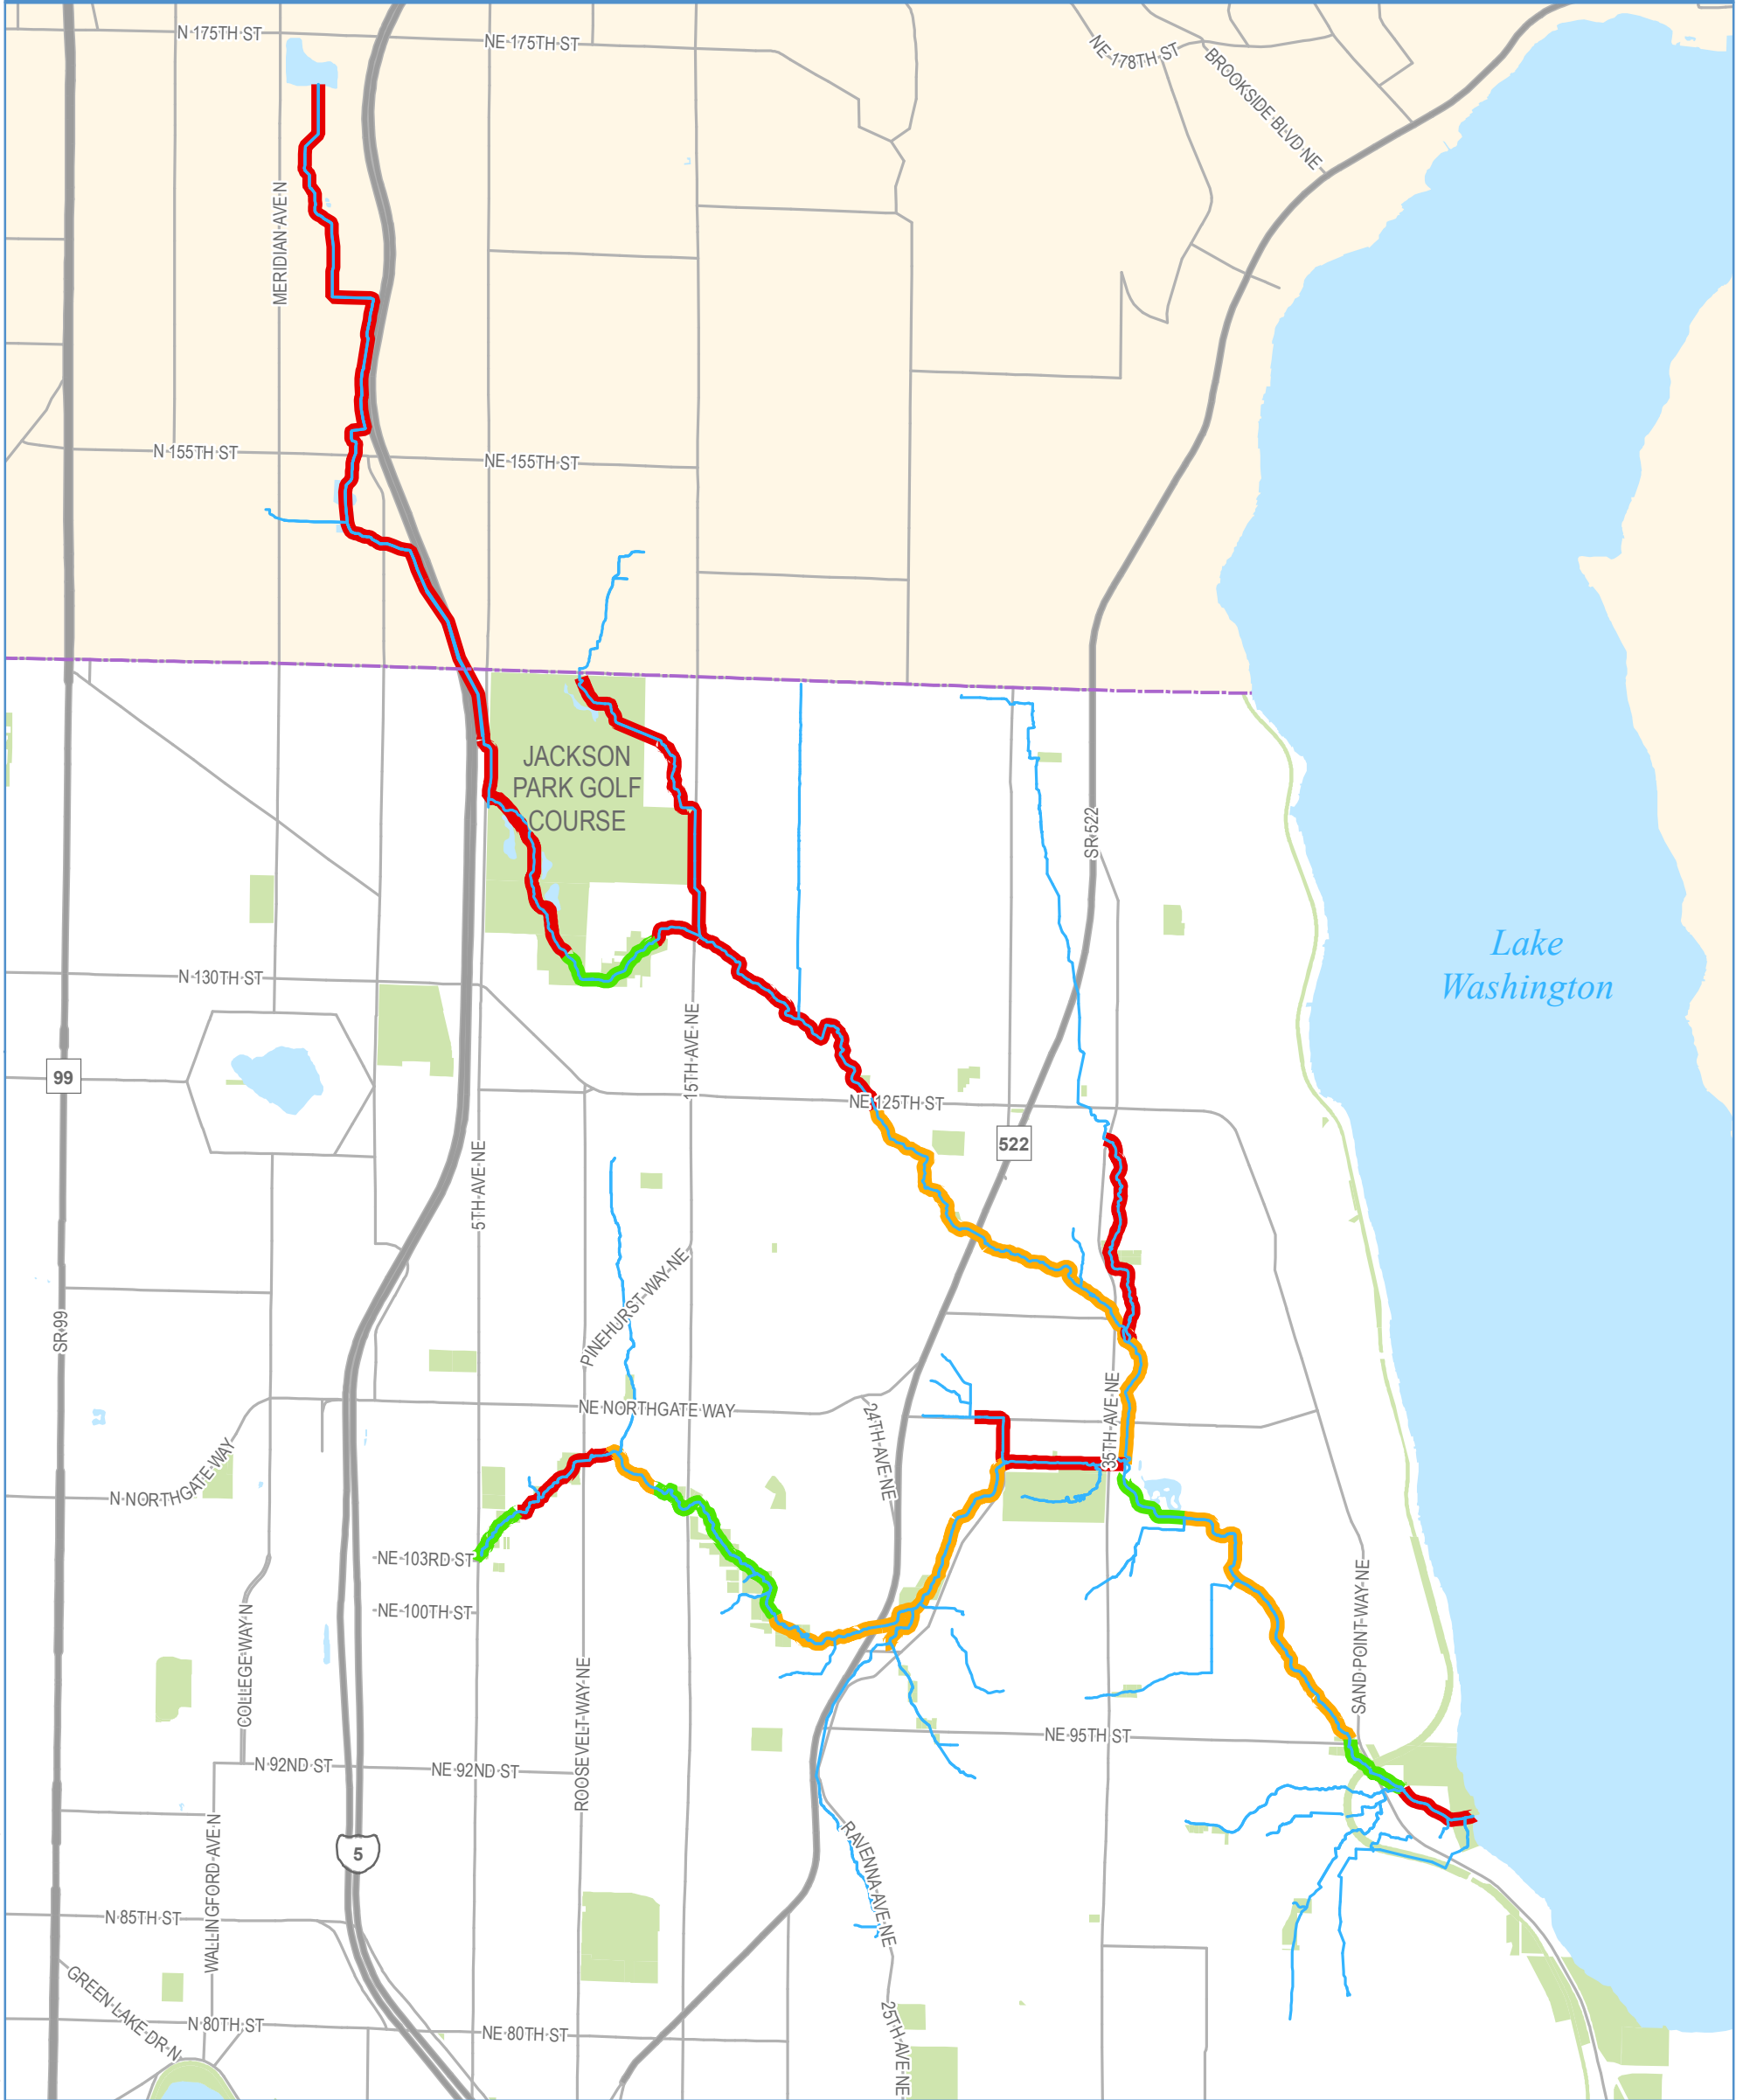 N 175TH ST
NE 175TH ST
NE 178TH ST
BROOKSIDE BLVD NE
MERIDIAN AVE N
N 155TH ST
NE 155TH ST
JACKSON
PARK GOLF
COURSE
SR 522
Lake
Washington
N 130TH ST
15TH AVE NE
99
NE 125TH ST
522
5TH AVE NE
SR 99
PINEHURST WAY NE
NE NORTHGATE WAY
24TH AVE NE
35TH AVE NE
N NORTHGATE WAY
NE 103RD ST
NE 100TH ST
COLLEGE WAY N
ROOSEVELT WAY NE
SAND POINT WAY NE
NE 95TH ST
N 92ND ST
NE 92ND ST
WALLINGFORD AVE N
5
RAVENNA AVE NE
N 85TH ST
GREEN LAKE DR N
N 80TH ST
NE 80TH ST
25TH AVE NE